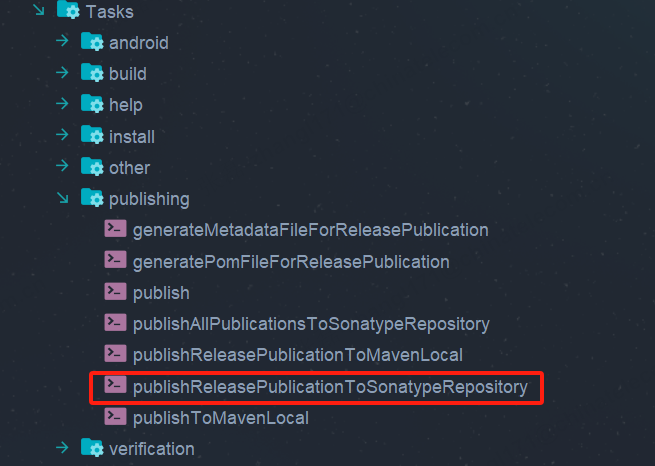 Tasks
android
build
help
install
other
publishing
generateMetadataFileForReleasePublication
generatePomFileForReleasePublication
publish
publishAllPublicationsToSonatypeRepository
publishReleasePublicationToMavenLocal
publishReleasePublicationToSonatypeRepository
publishToMavenLocal
verification